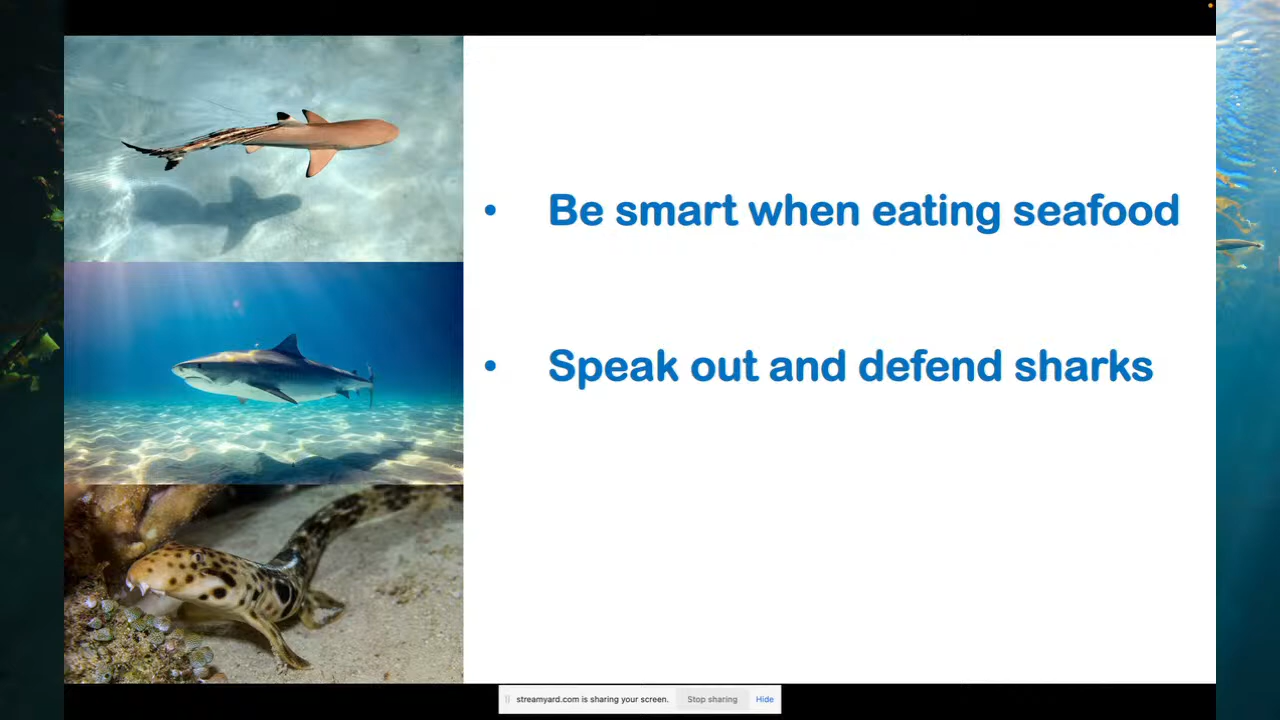 • Be smart when eating seafood
• Speak out and defend sharks
streamyard.com is sharing your screen. Stop sharing Hide